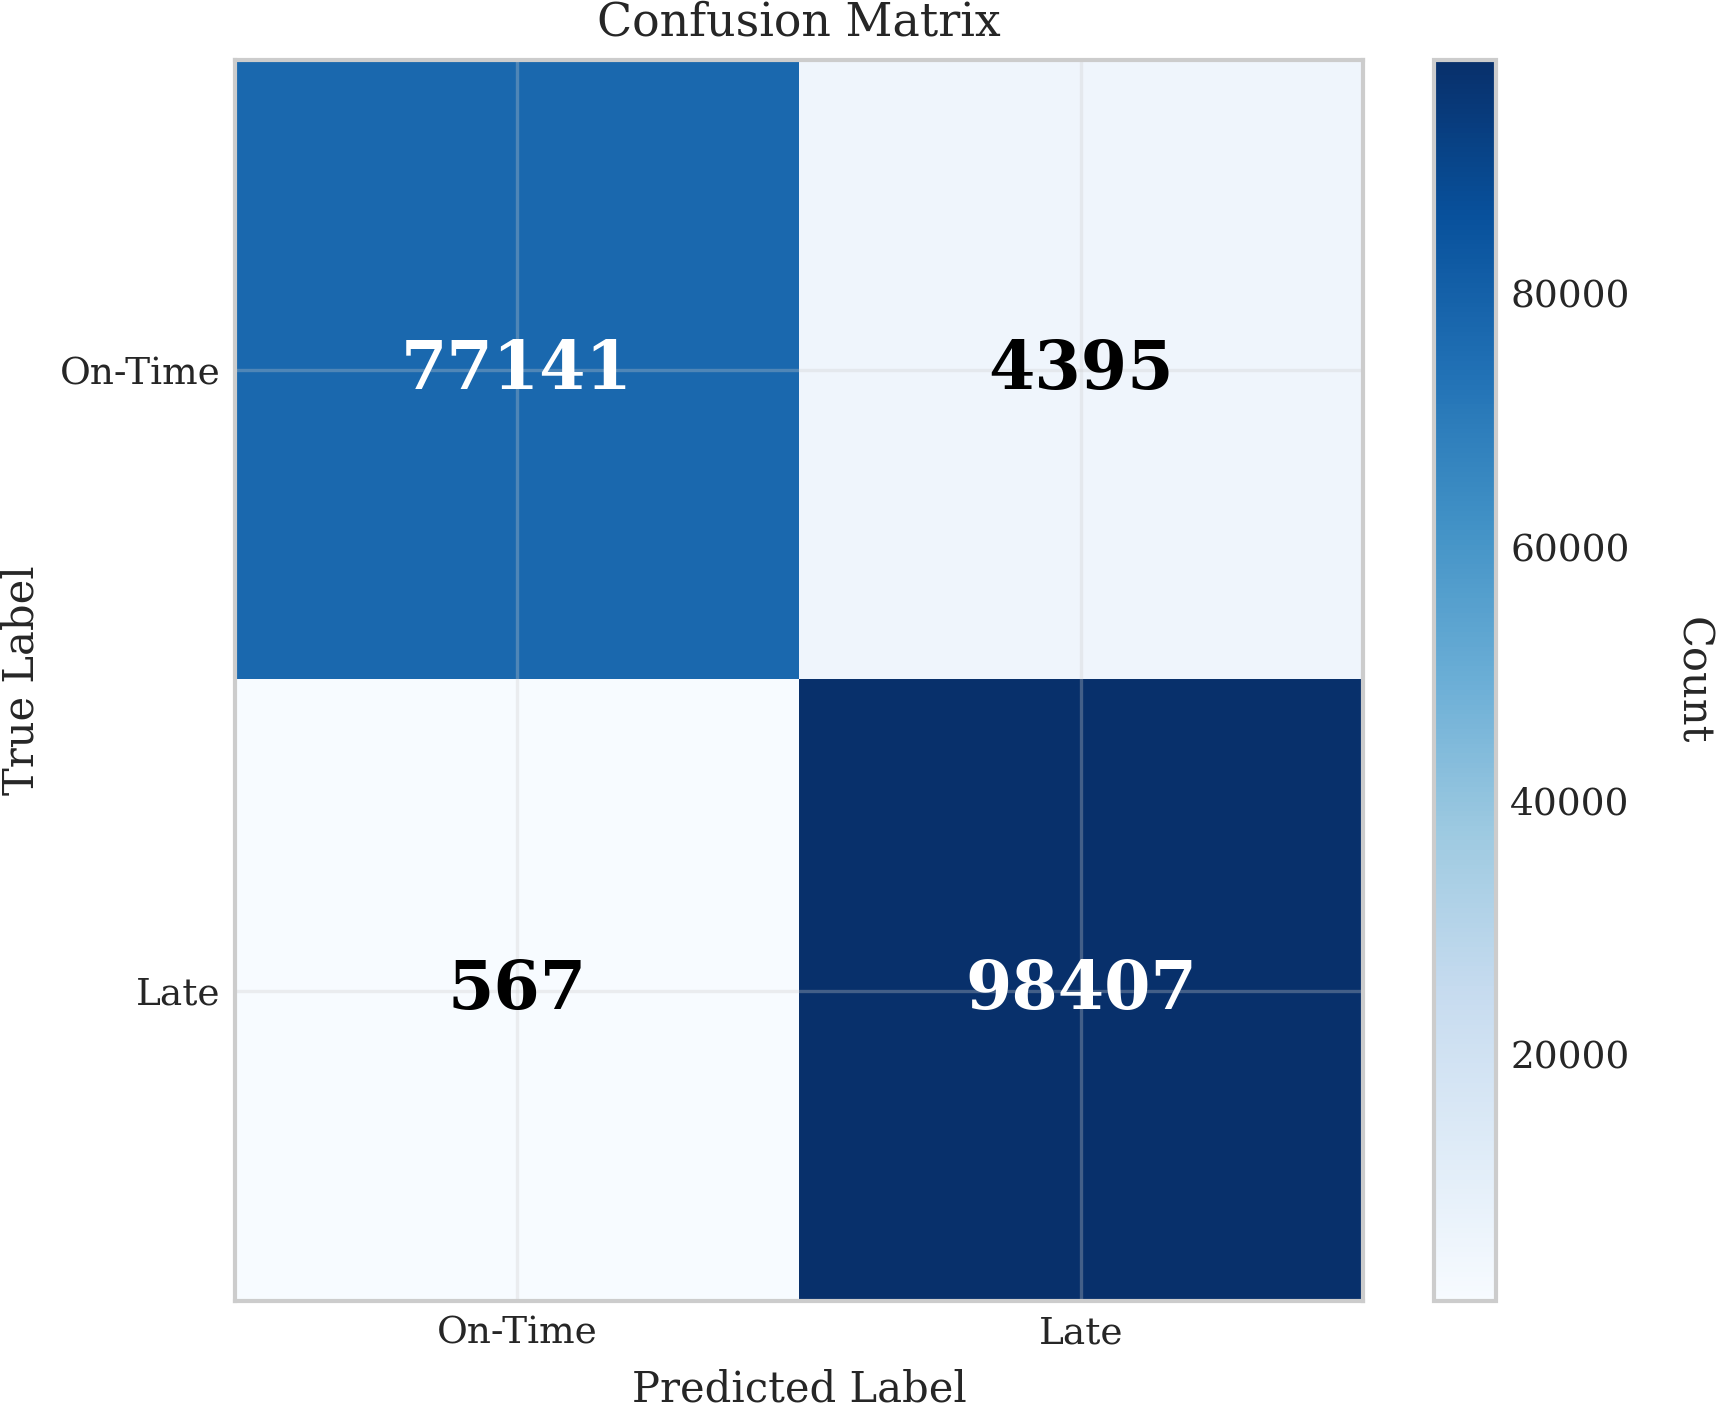 Confusion Matrix
True Label
On-Time
Late
77141
4395
567
98407
On-Time
Late
Predicted Label
80000
60000
40000
20000
Count